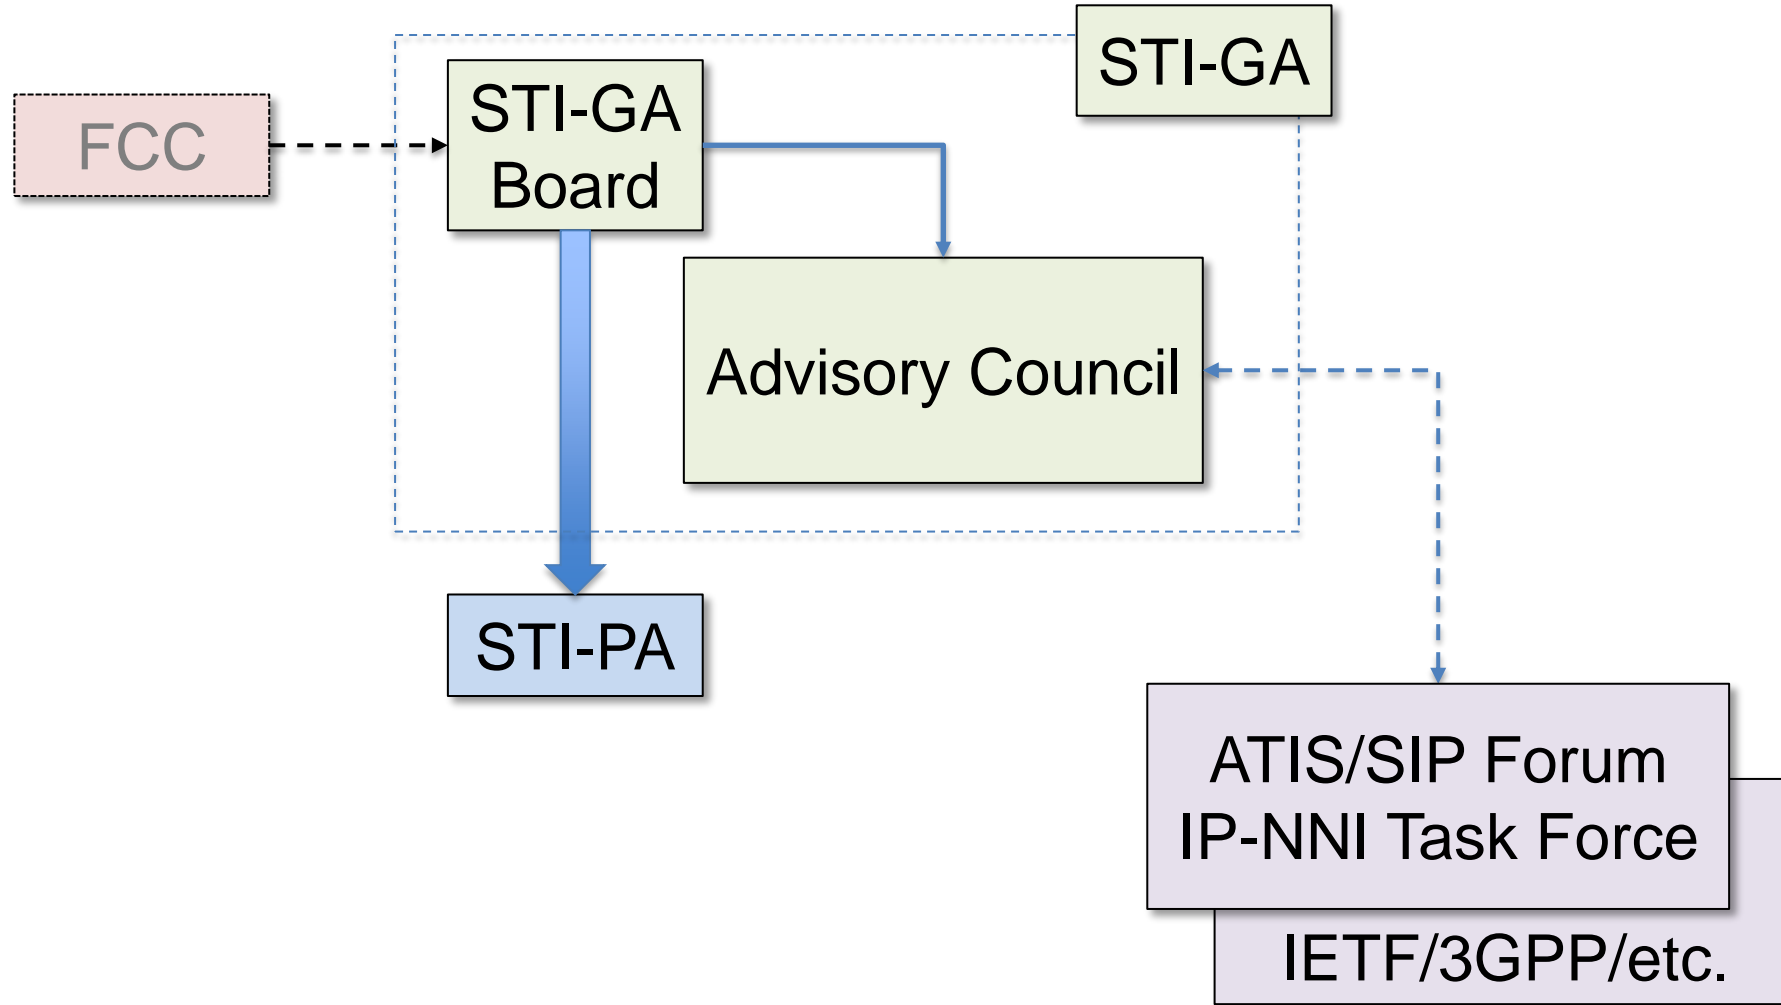 STI-GA
FCC
STI-GA
Board
Advisory Council
STI-PA
ATIS/SIP Forum
IP-NNI Task Force
IETF/3GPP/etc.